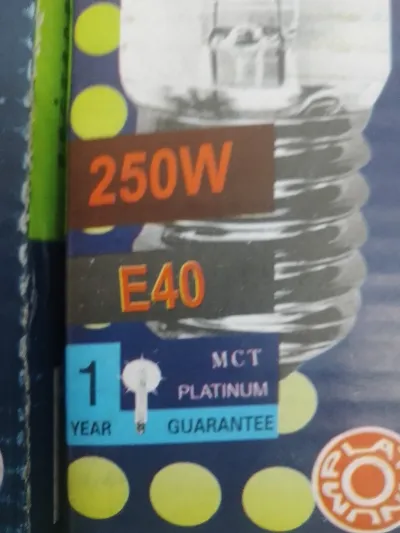 250W
E40
1 YEAR
MCT
PLATINUM
GUARANTEE